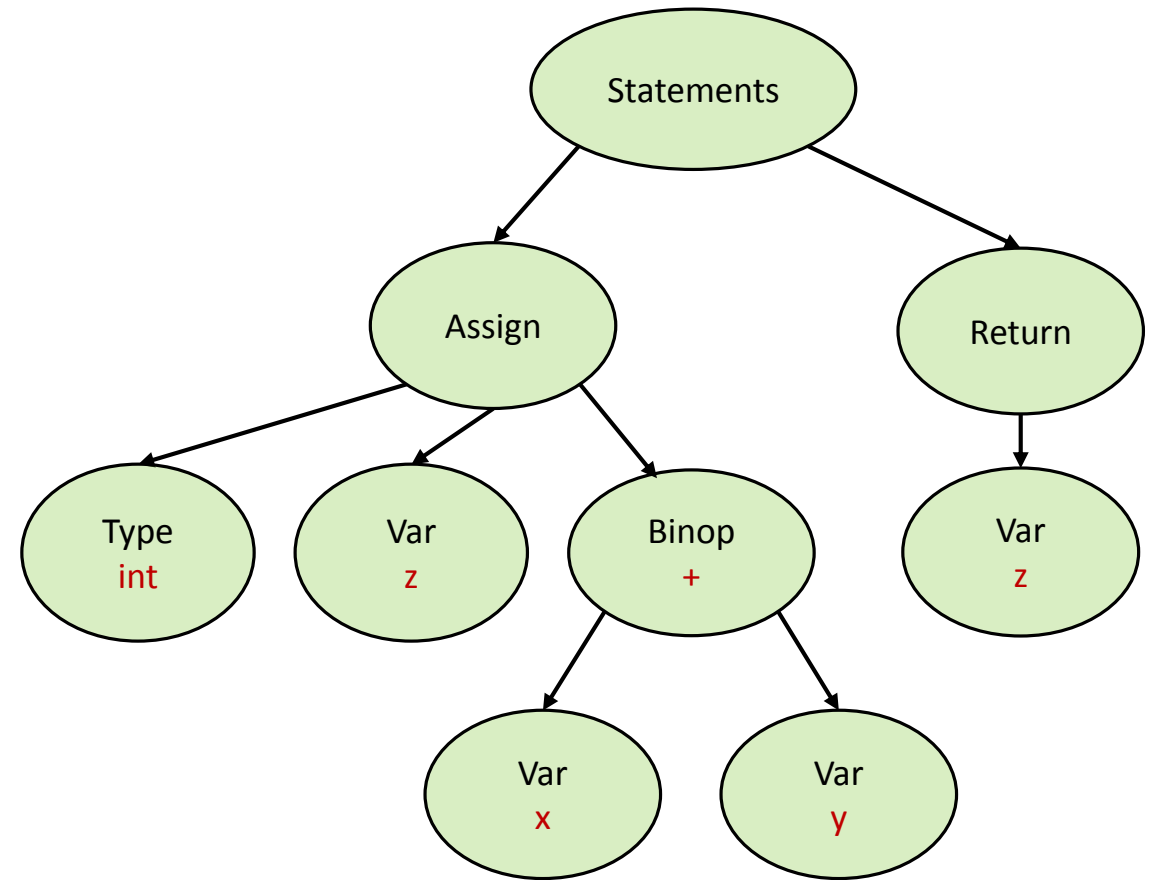 Statements
Assign
Return
Type
int
Var
z
Binop
+
Var
z
Var
x
Var
y